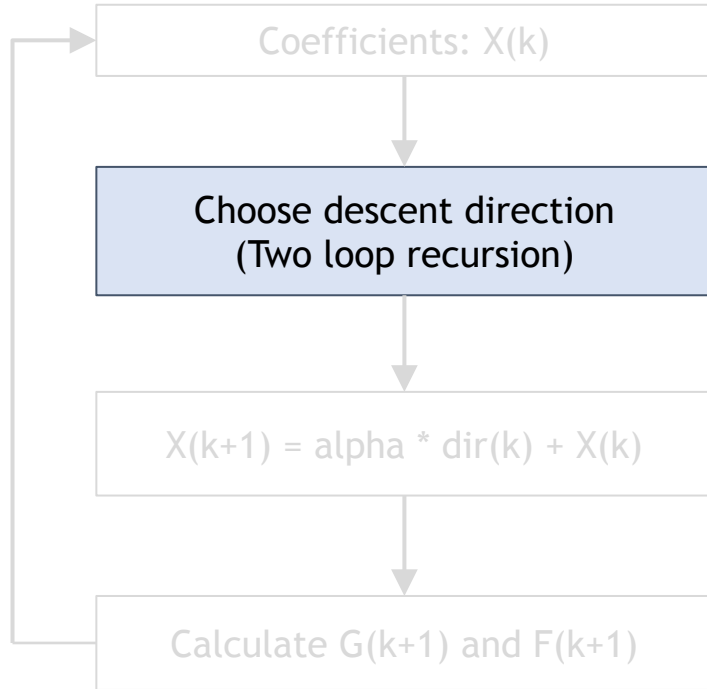 Coefficients: X(k)
Choose descent direction
(Two loop recursion)
X(k+1) = alpha * dir(k) + X(k)
Calculate G(k+1) and F(k+1)